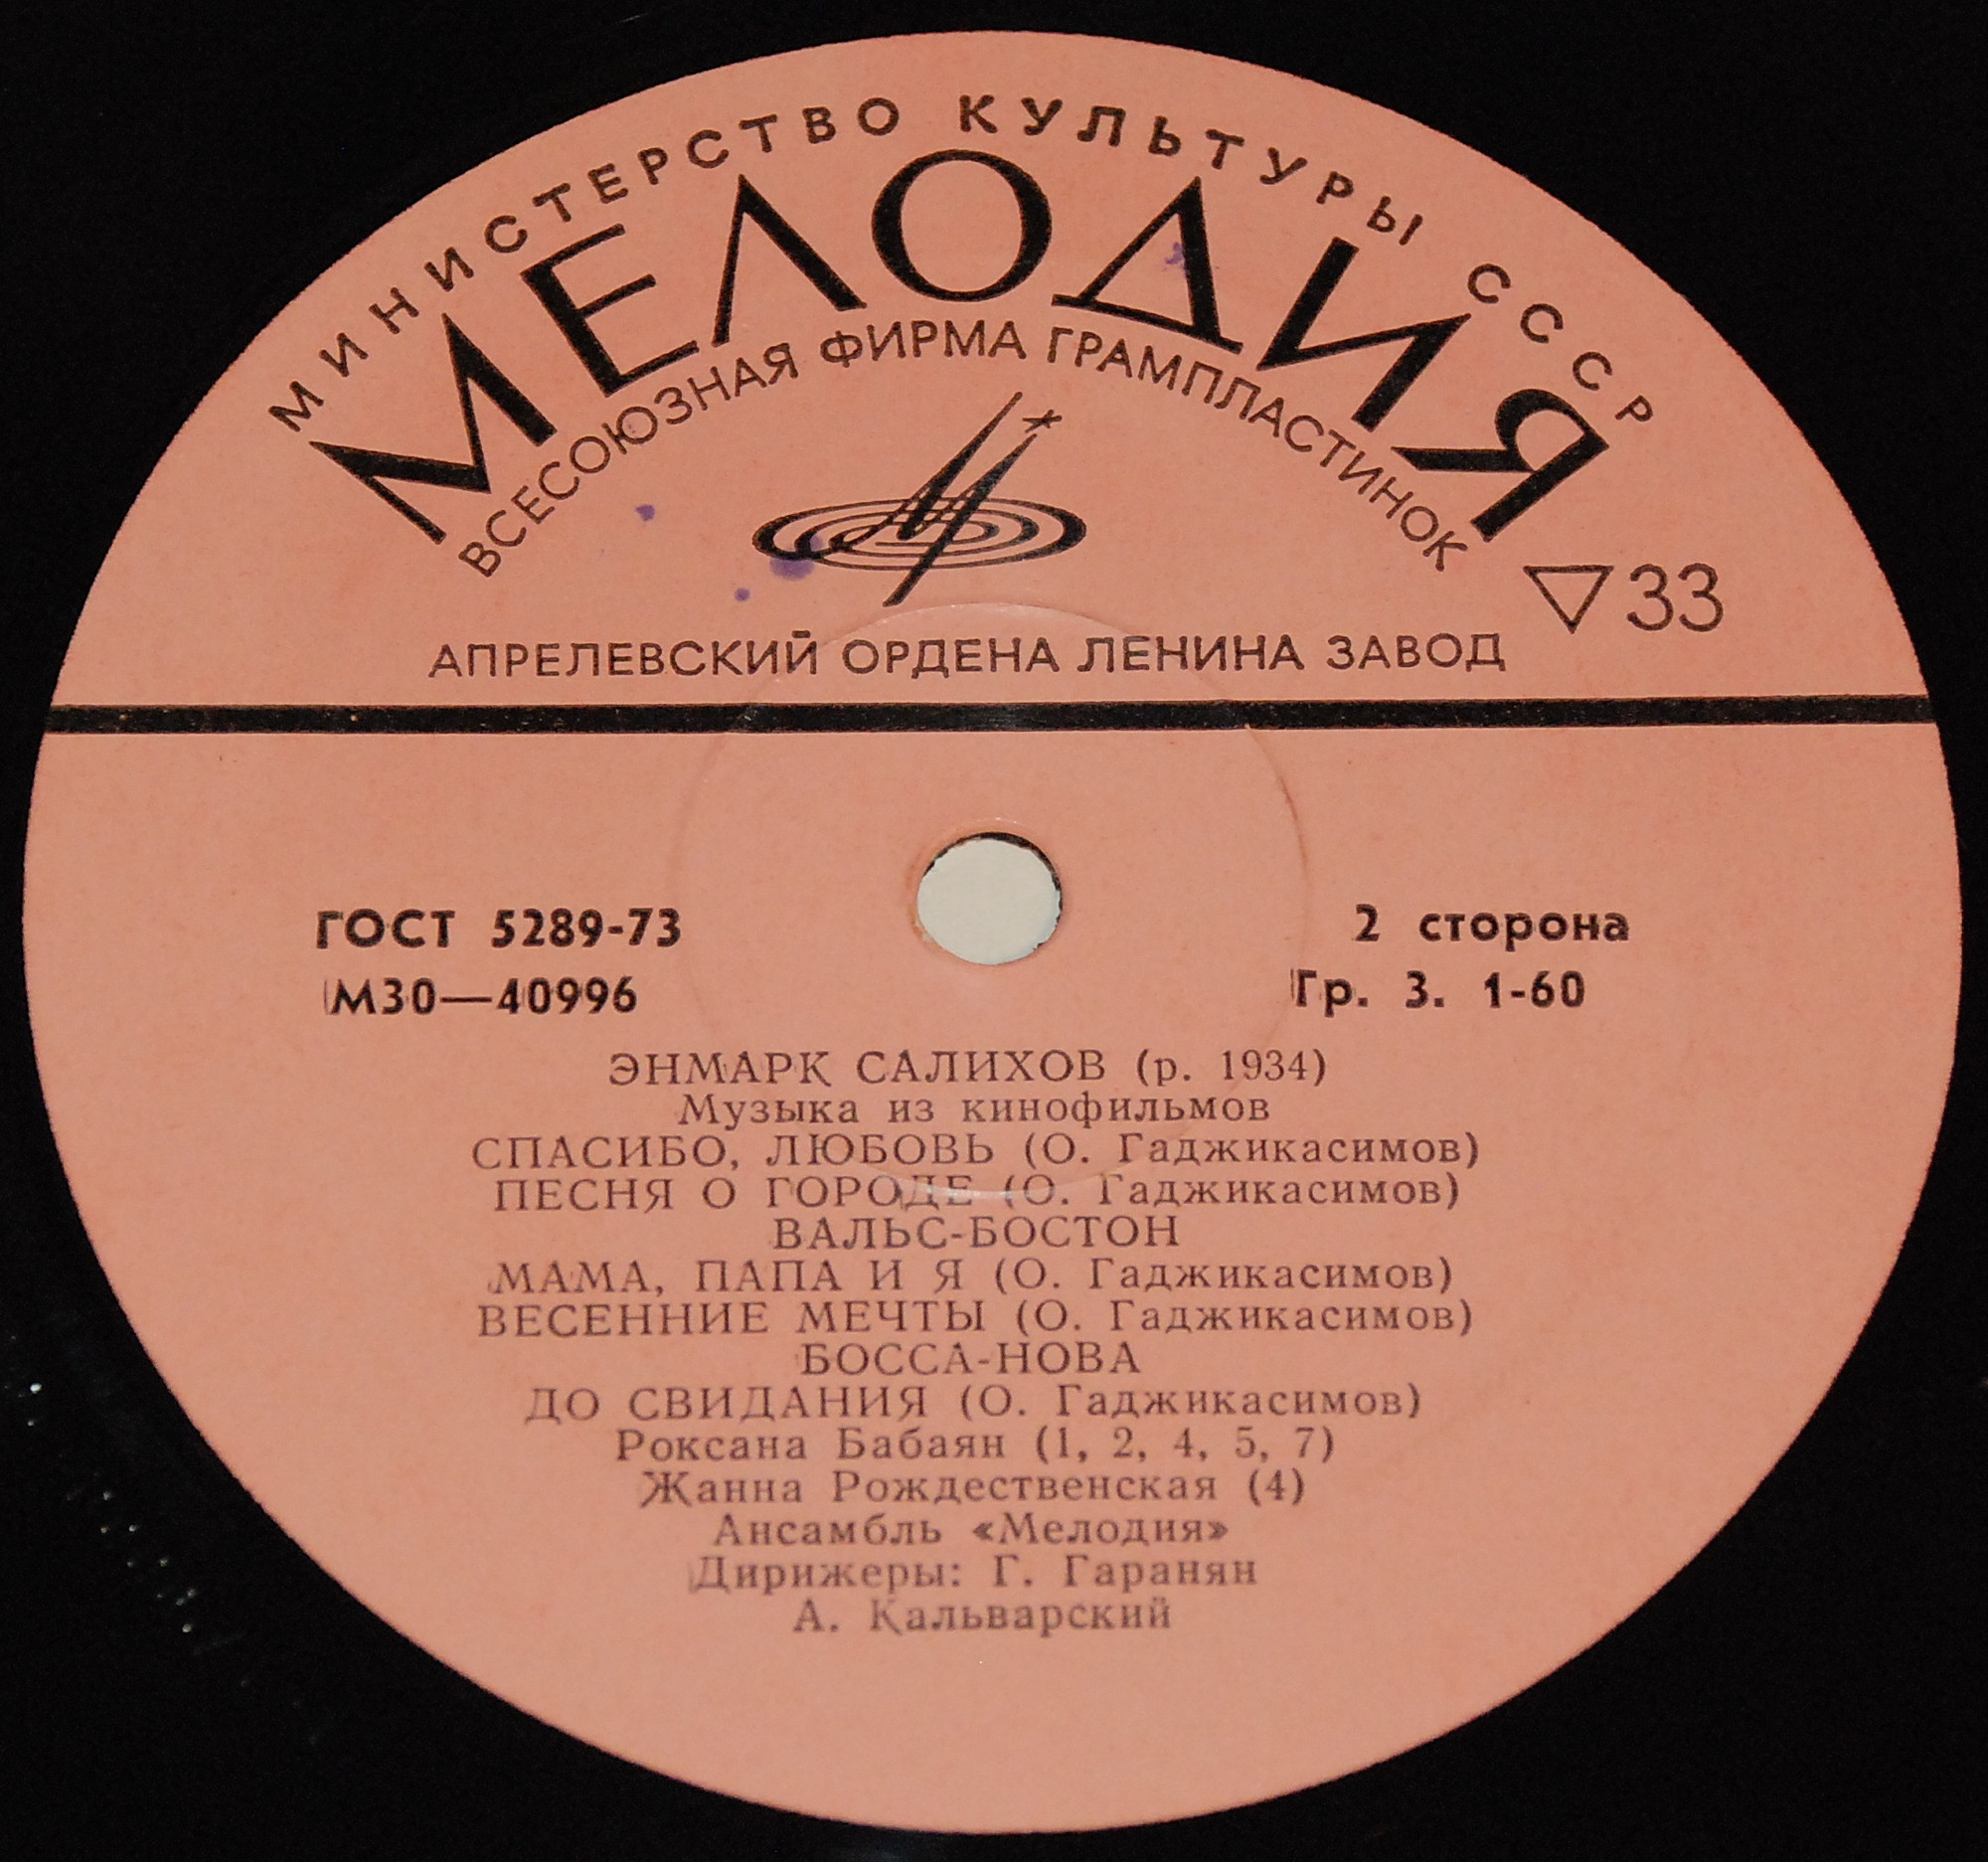 МИНИСТЕРСТВО КУЛЬТУРЫ СССР
МЕЛОДИЯ
ВСЕСОЮЗНАЯ ФИРМА ГРАМПЛАСТИНОК
33
АПРЕЛЕВСКИЙ ОРДЕНА ЛЕНИНА ЗАВОД
ГОСТ 5289-73
2 сторона
М30—40996
Гр. 3. 1-60
ЭНМАРК САЛИХОВ (р. 1934)
Музыка из кинофильмов
СПАСИБО, ЛЮБОВЬ (О. Гаджикасимов)
ПЕСНЯ О ГОРОДЕ (О. Гаджикасимов)
ВАЛЬС-БОСТОН
МАМА, ПАПА И Я (О. Гаджикасимов)
ВЕСЕННИЕ МЕЧТЫ (О. Гаджикасимов)
БОССА-НОВА
ДО СВИДАНИЯ (О. Гаджикасимов)
Роксана Бабаян (1, 2, 4, 5, 7)
Жанна Рождественская (4)
Ансамбль «Мелодия»
Дирижеры: Г. Гаранян
А. Кальварский